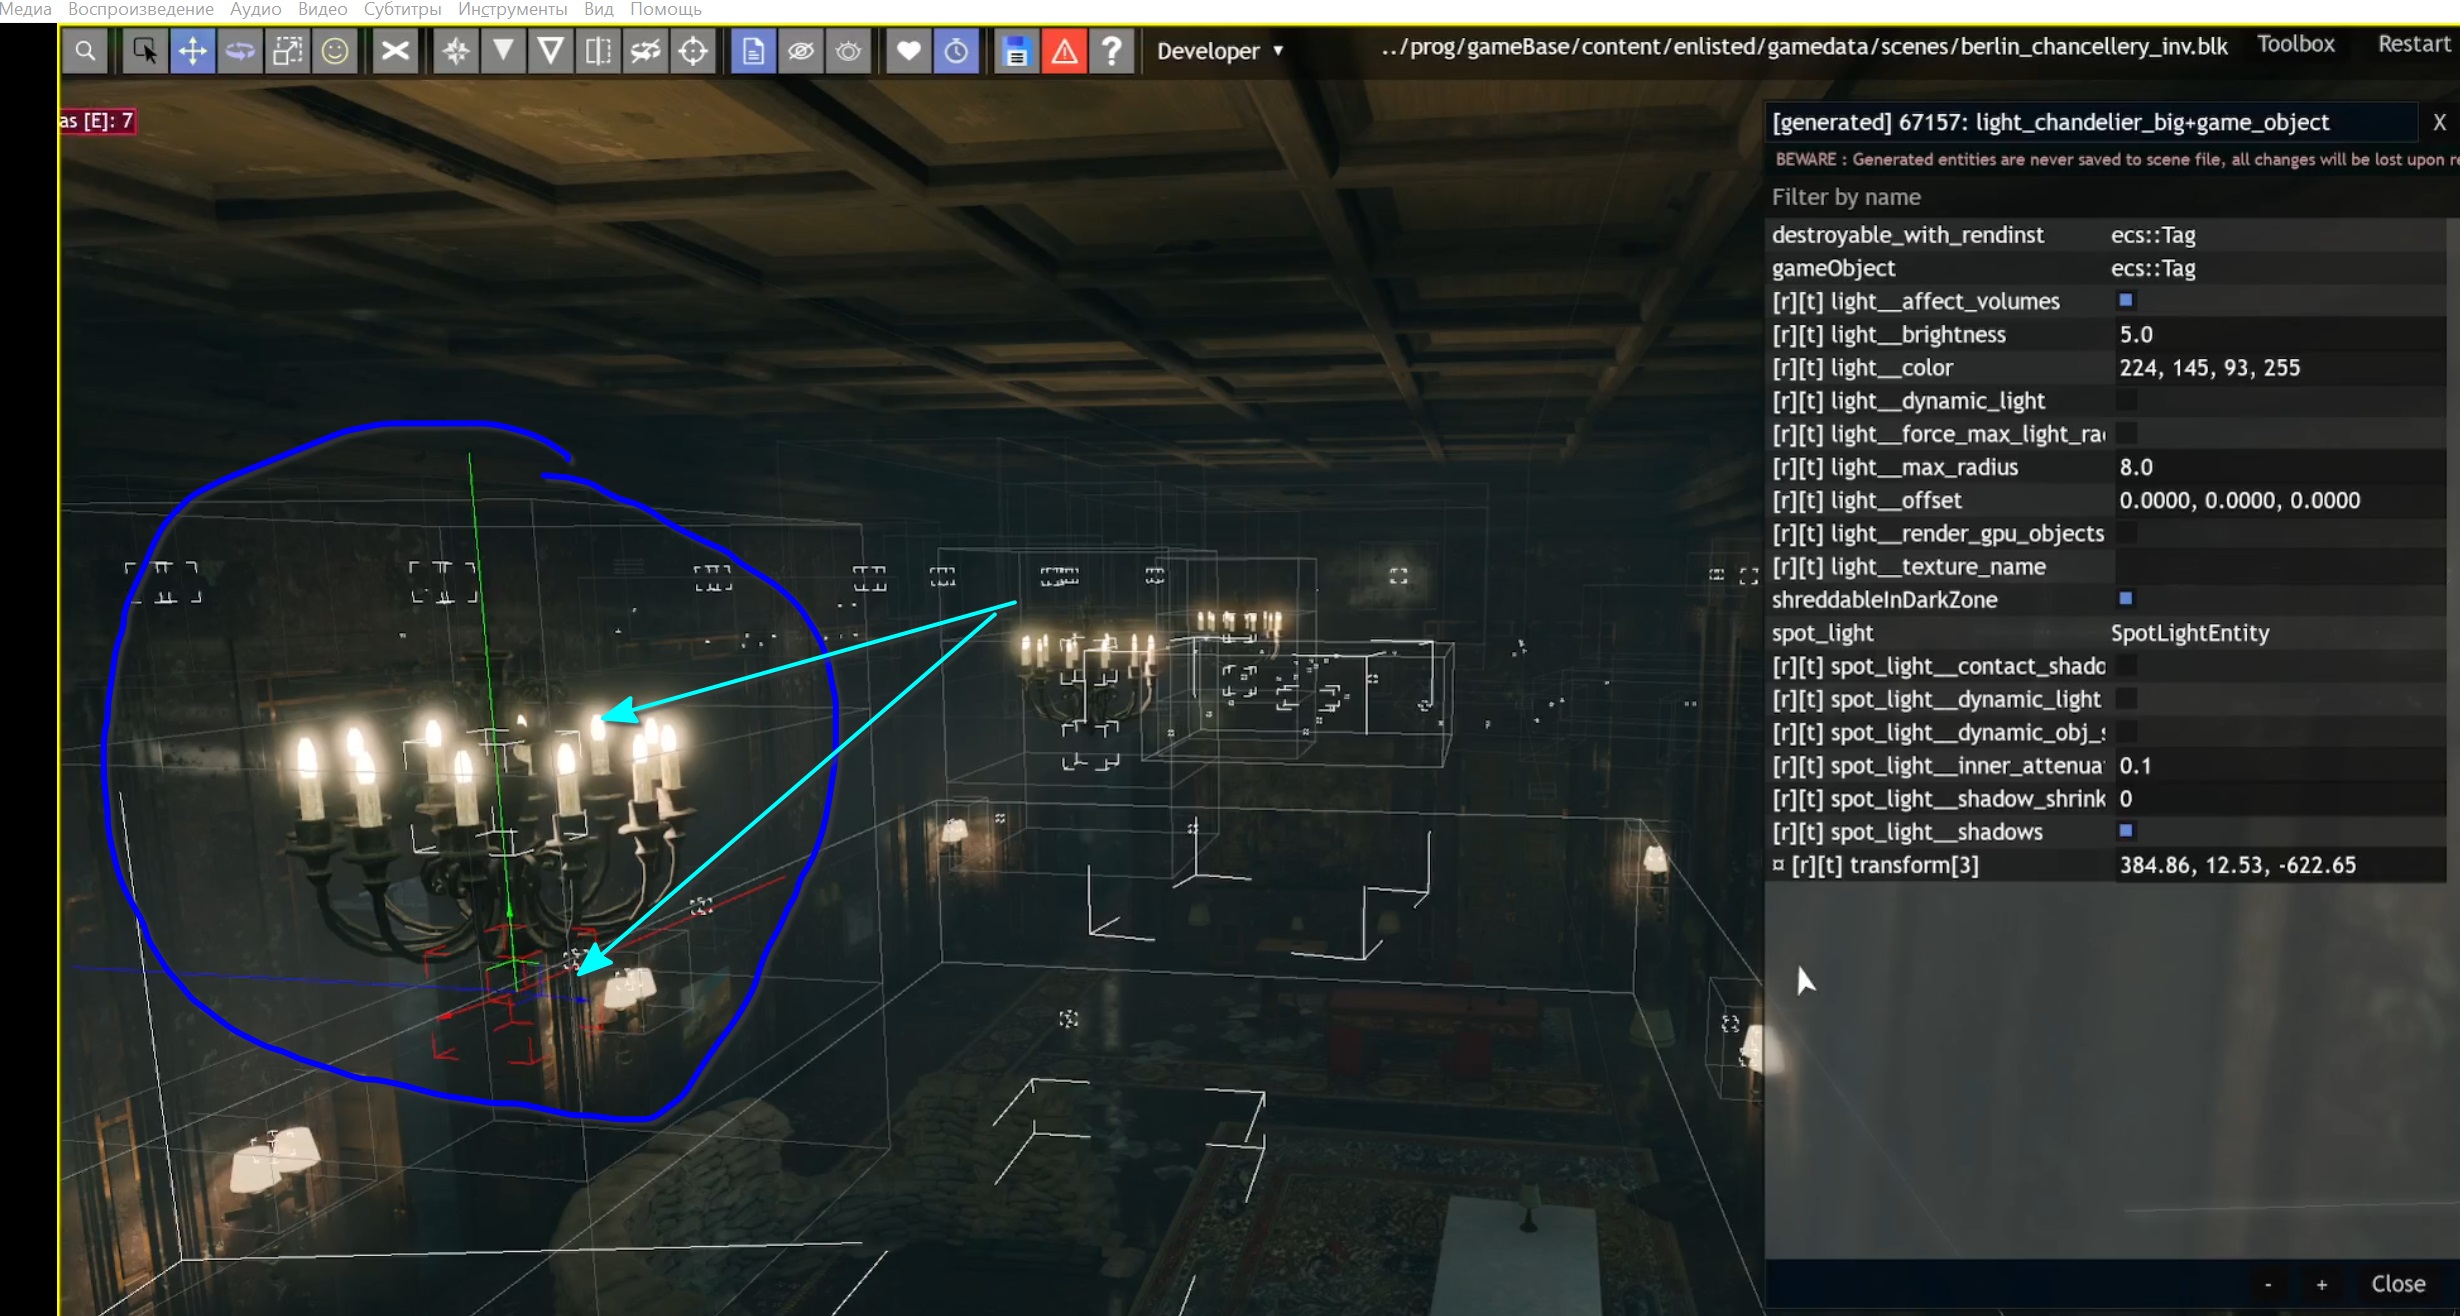 Медиа Воспроизведение Аудио Видео Субтитры Инструменты Вид Помощь
Developer ▼ ../prog/gameBase/content/enlisted/gamedata/scenes/berlin_chancellery_inv.blk Toolbox Restart
as [E]: 7
[generated] 67157: light_chandelier_big+game_object X
BEWARE : Generated entities are never saved to scene file, all changes will be lost upon re
Filter by name
destroyable_with_rendinst ecs::Tag
gameObject ecs::Tag
[r][t] light__affect_volumes
[r][t] light__brightness 5.0
[r][t] light__color 224, 145, 93, 255
[r][t] light__dynamic_light
[r][t] light__force_max_light_ra
[r][t] light__max_radius 8.0
[r][t] light__offset 0.0000, 0.0000, 0.0000
[r][t] light__render_gpu_objects
[r][t] light__texture_name
shreddableInDarkZone
spot_light SpotLightEntity
[r][t] spot_light__contact_shado
[r][t] spot_light__dynamic_light
[r][t] spot_light__dynamic_obj_s
[r][t] spot_light__inner_attenua 0.1
[r][t] spot_light__shadow_shrink 0
[r][t] spot_light__shadows
¤ [r][t] transform[3] 384.86, 12.53, -622.65
- + Close